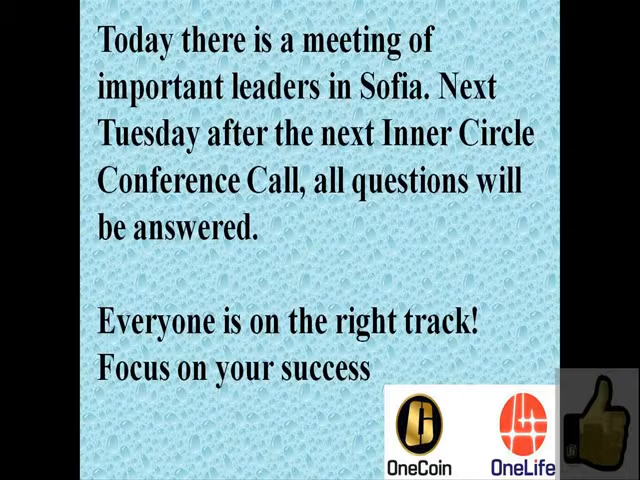 Today there is a meeting of
important leaders in Sofia. Next
Tuesday after the next Inner Circle
Conference Call, all questions will
be answered.
Everyone is on the right track!
Focus on your success
OneCoin
OneLife